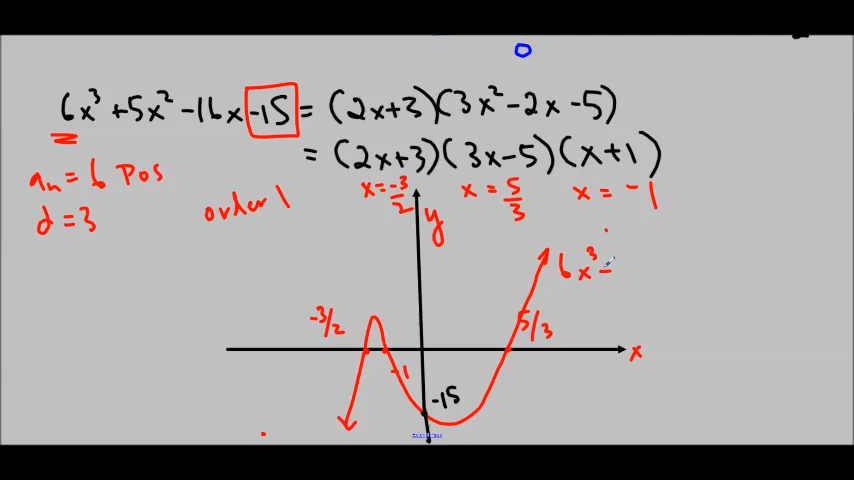 6x³ + 5x² - 16x - 15 = (2x+3)(3x² - 2x - 5)
= (2x+3)(3x-5)(x+1)
aₙ = 6 Pos
x = -3/2
x = 5/3
x = -1
d = 3
order 1
y
6x³ -
-3/2
5/3
x
-1
-15